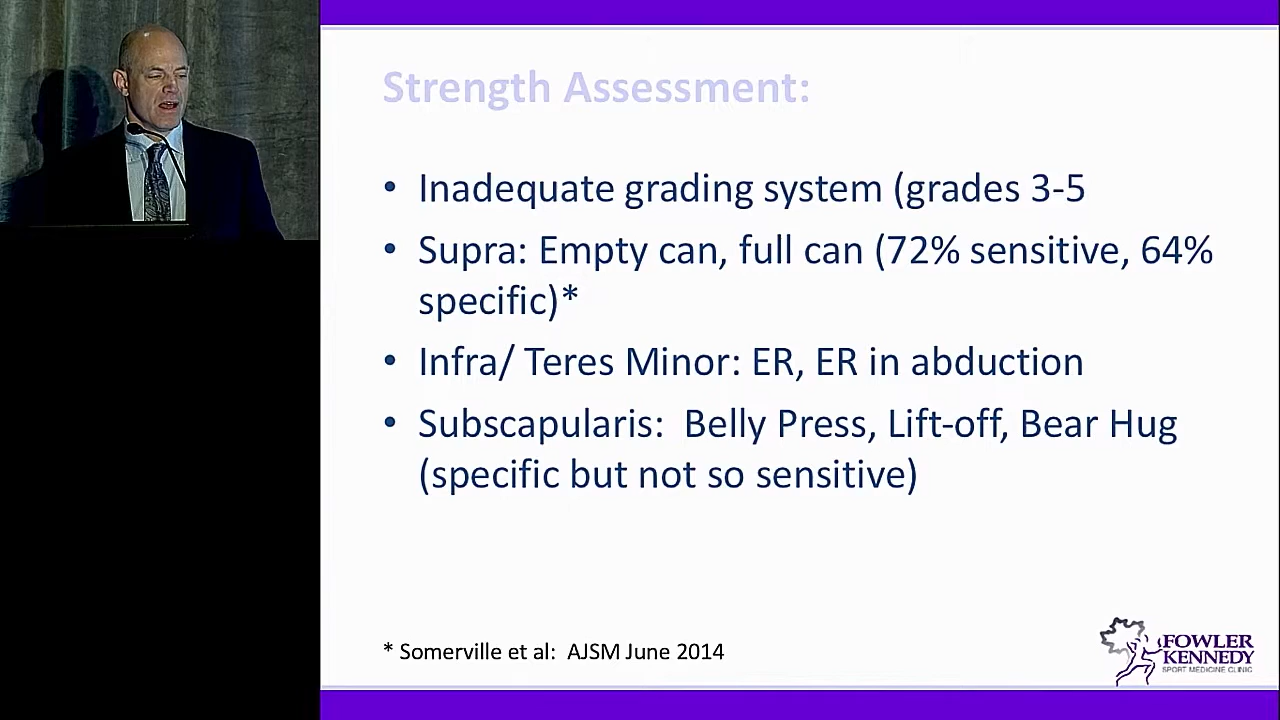 Strength Assessment:
• Inadequate grading system (grades 3-5
• Supra: Empty can, full can (72% sensitive, 64%
specific)*
• Infra/ Teres Minor: ER, ER in abduction
• Subscapularis:  Belly Press, Lift-off, Bear Hug
(specific but not so sensitive)
* Somerville et al:  AJSM June 2014
FOWLER
KENNEDY
SPORT MEDICINE CLINIC